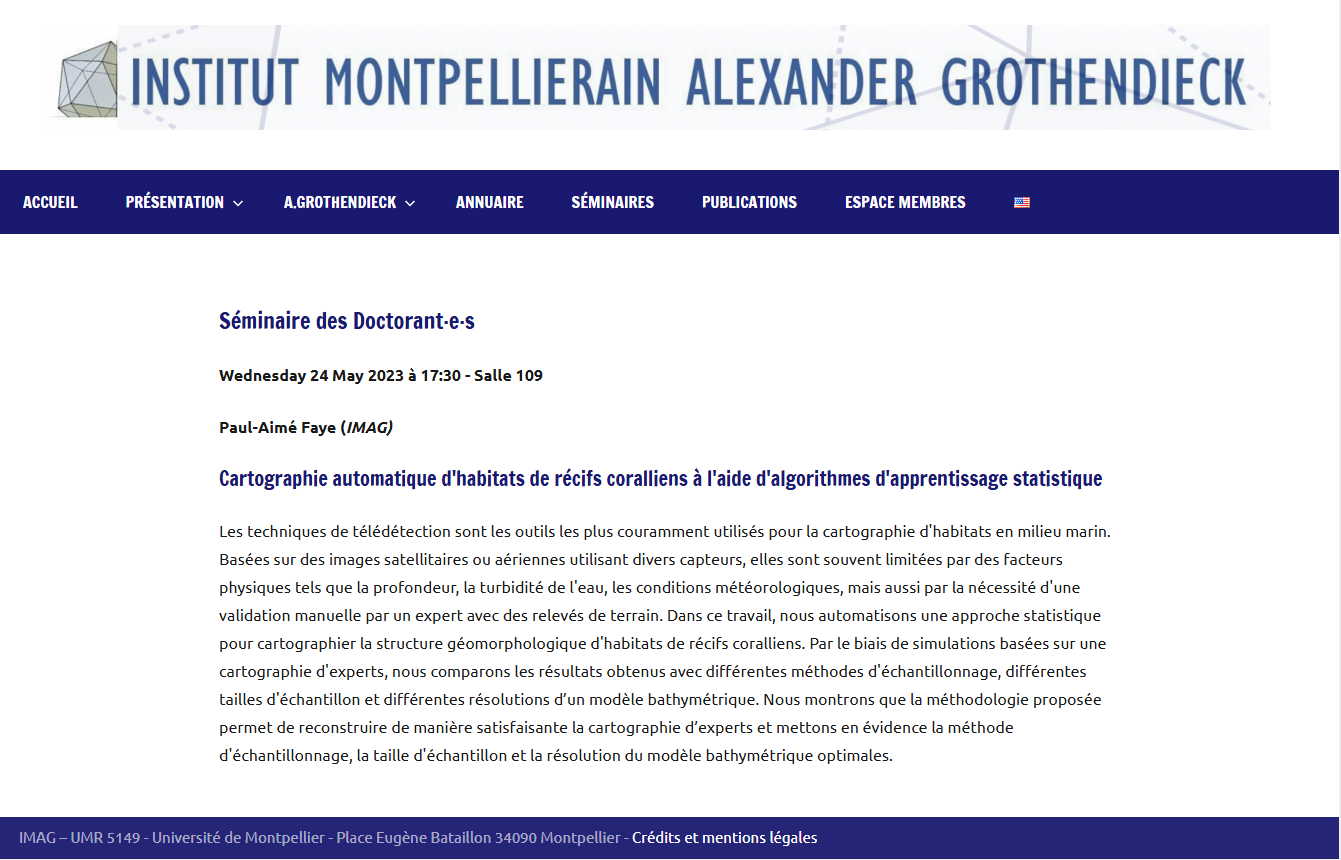 INSTITUT MONTPELLIERAIN ALEXANDER GROTHENDIECK
ACCUEIL PRÉSENTATION A.GROTHENDIECK ANNUAIRE SÉMINAIRES PUBLICATIONS ESPACE MEMBRES
Séminaire des Doctorant·e·s
Wednesday 24 May 2023 à 17:30 - Salle 109
Paul-Aimé Faye (IMAG)
Cartographie automatique d'habitats de récifs coralliens à l'aide d'algorithmes d'apprentissage statistique
Les techniques de télédétection sont les outils les plus couramment utilisés pour la cartographie d'habitats en milieu marin.
Basées sur des images satellitaires ou aériennes utilisant divers capteurs, elles sont souvent limitées par des facteurs
physiques tels que la profondeur, la turbidité de l'eau, les conditions météorologiques, mais aussi par la nécessité d'une
validation manuelle par un expert avec des relevés de terrain. Dans ce travail, nous automatisons une approche statistique
pour cartographier la structure géomorphologique d'habitats de récifs coralliens. Par le biais de simulations basées sur une
cartographie d'experts, nous comparons les résultats obtenus avec différentes méthodes d'échantillonnage, différentes
tailles d'échantillon et différentes résolutions d’un modèle bathymétrique. Nous montrons que la méthodologie proposée
permet de reconstruire de manière satisfaisante la cartographie d’experts et mettons en évidence la méthode
d'échantillonnage, la taille d'échantillon et la résolution du modèle bathymétrique optimales.
IMAG – UMR 5149 - Université de Montpellier - Place Eugène Bataillon 34090 Montpellier - Crédits et mentions légales